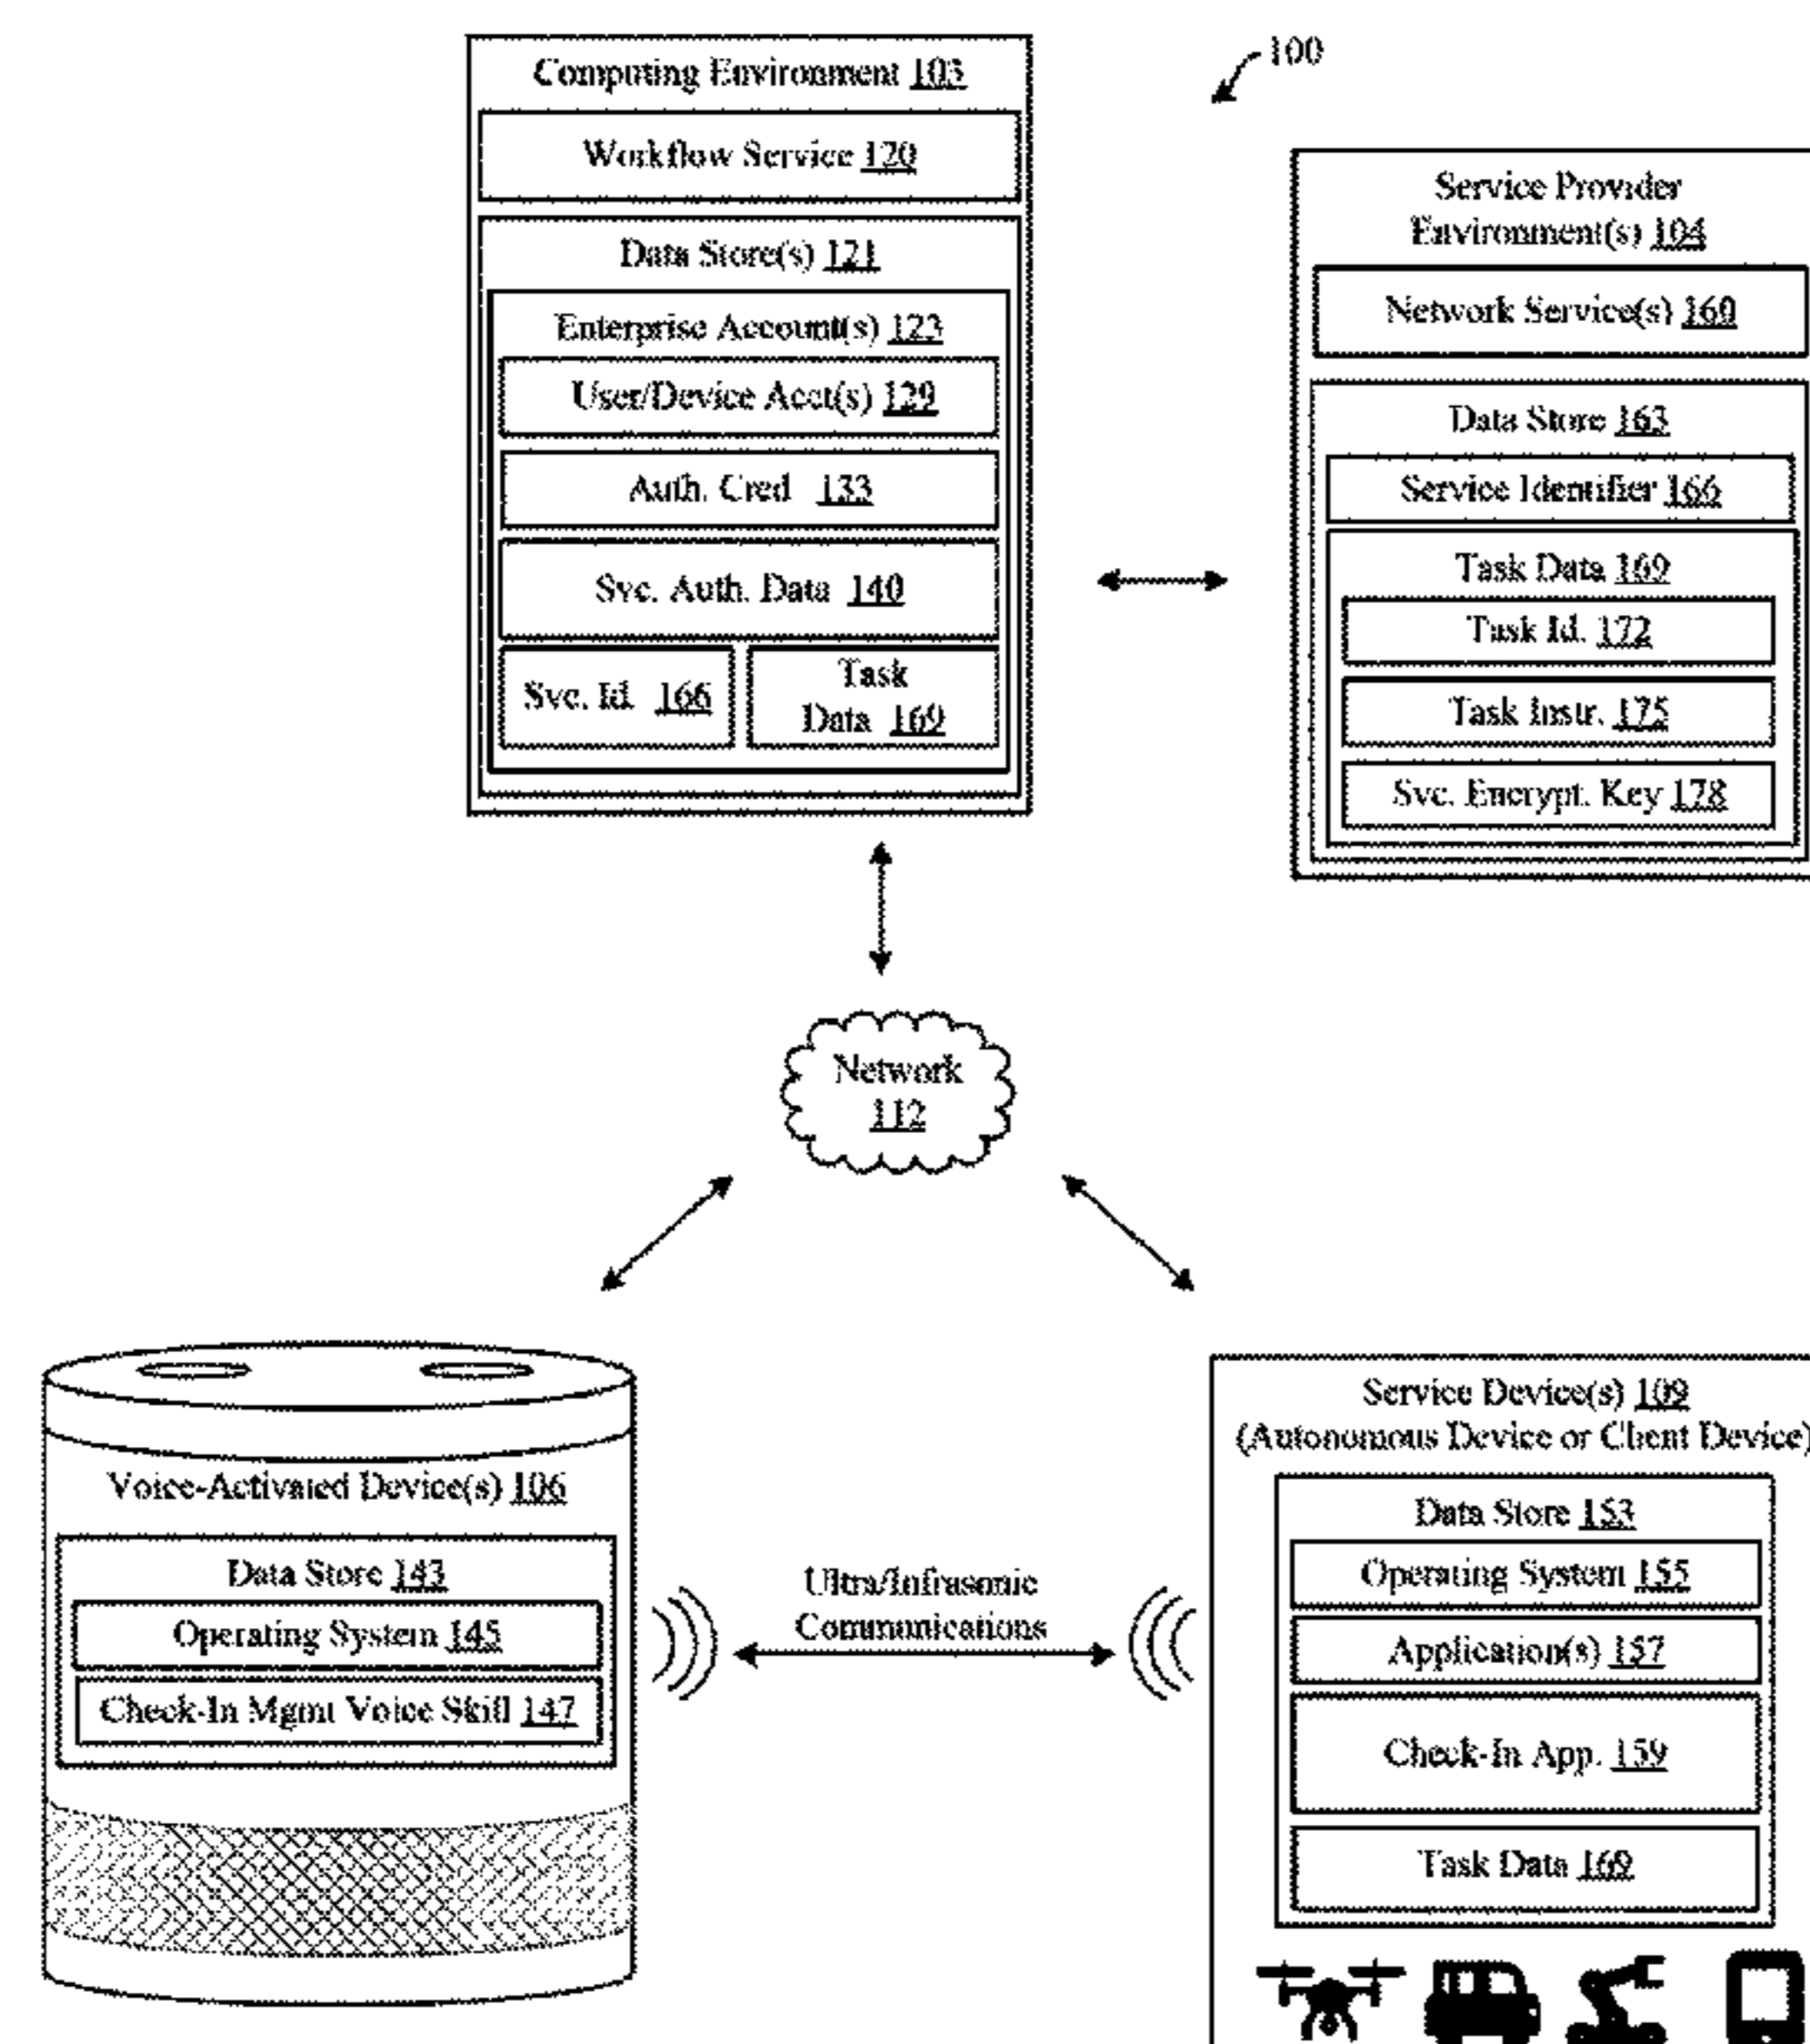 100
Computing Environment 103
Workflow Service 120
Data Store(s) 121
Enterprise Account(s) 123
User/Device Acct(s) 129
Auth. Cred 133
Svc. Auth. Data 140
Svc. Id. 166
Task
Data 169
Service Provider
Environment(s) 104
Network Service(s) 160
Data Store 163
Service Identifier 166
Task Data 169
Task Id. 172
Task Instr. 175
Svc. Encrypt. Key 178
Network
112
Voice-Activated Device(s) 106
Data Store 143
Operating System 145
Check-In Mgmt Voice Skill 147
Ultra/Infrasonic
Communications
Service Device(s) 109
(Autonomous Device or Client Device)
Data Store 153
Operating System 155
Application(s) 157
Check-In App. 159
Task Data 169